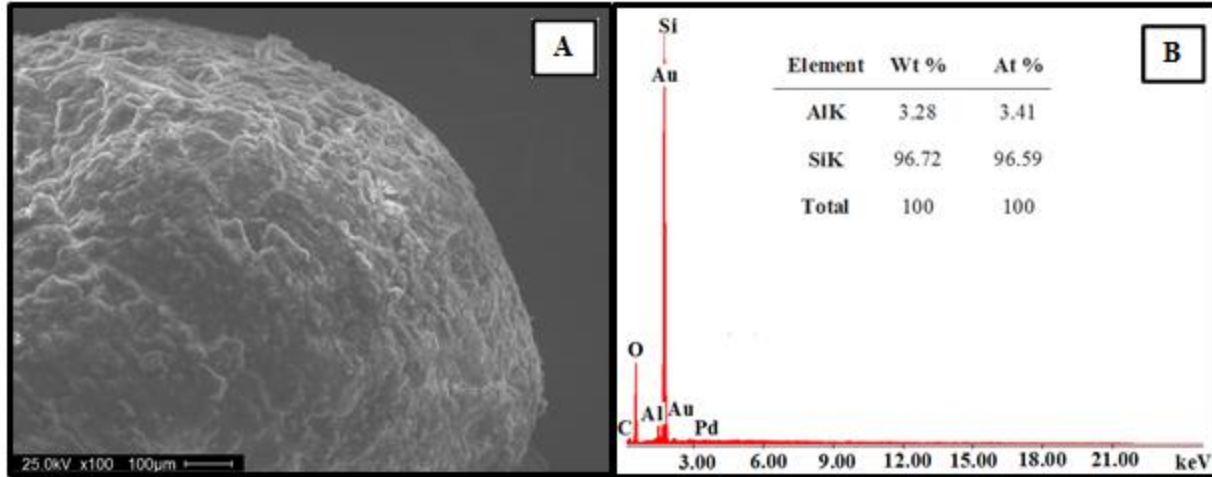 A
25.0kV x100 100µm
B
Si
Au
Element Wt % At %
AlK 3.28 3.41
SiK 96.72 96.59
Total 100 100
O
C Al Au Pd
3.00 6.00 9.00 12.00 15.00 18.00 21.00 keV